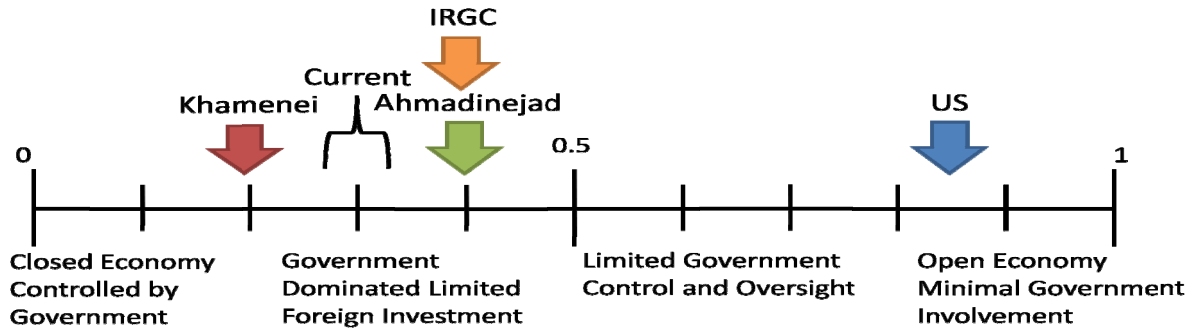 IRGC
Current
Khamenei
Ahmadinejad
US
0
0.5
1
Closed Economy
Controlled by
Government
Government
Dominated Limited
Foreign Investment
Limited Government
Control and Oversight
Open Economy
Minimal Government
Involvement